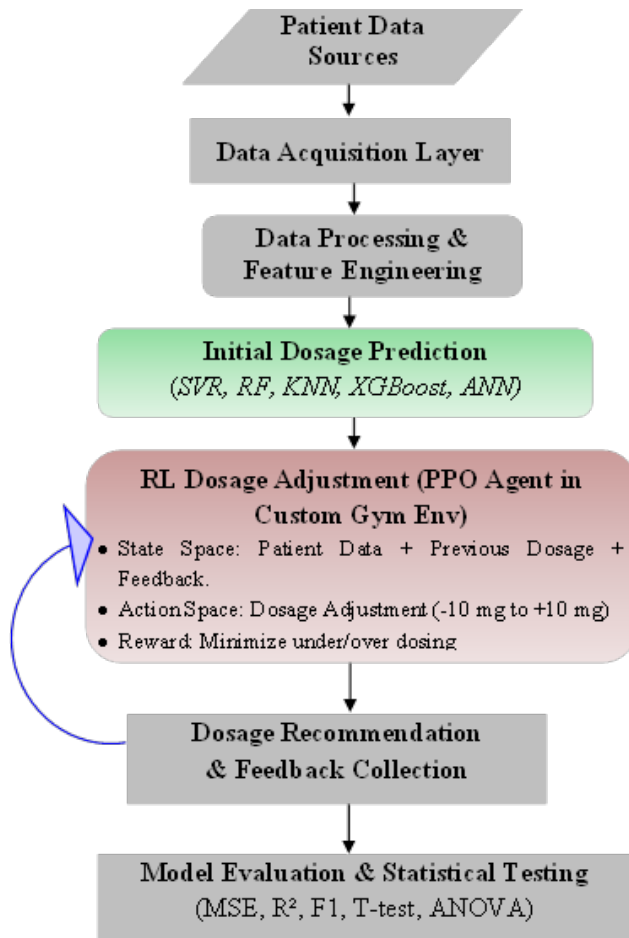 Patient Data
Sources
Data Acquisition Layer
Data Processing &
Feature Engineering
Initial Dosage Prediction
(SVR, RF, KNN, XGBoost, ANN)
RL Dosage Adjustment (PPO Agent in
Custom Gym Env)
● State Space: Patient Data + Previous Dosage +
Feedback.
● Action Space: Dosage Adjustment (-10 mg to +10 mg)
● Reward: Minimize under/over dosing
Dosage Recommendation
& Feedback Collection
Model Evaluation & Statistical Testing
(MSE, R², F1, T-test, ANOVA)